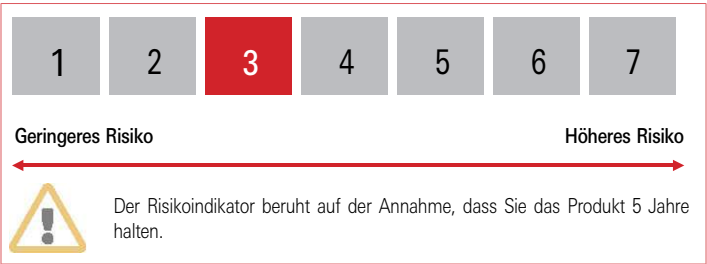 1 2 3 4 5 6 7
Geringeres Risiko Höheres Risiko
Der Risikoindikator beruht auf der Annahme, dass Sie das Produkt 5 Jahre
halten.